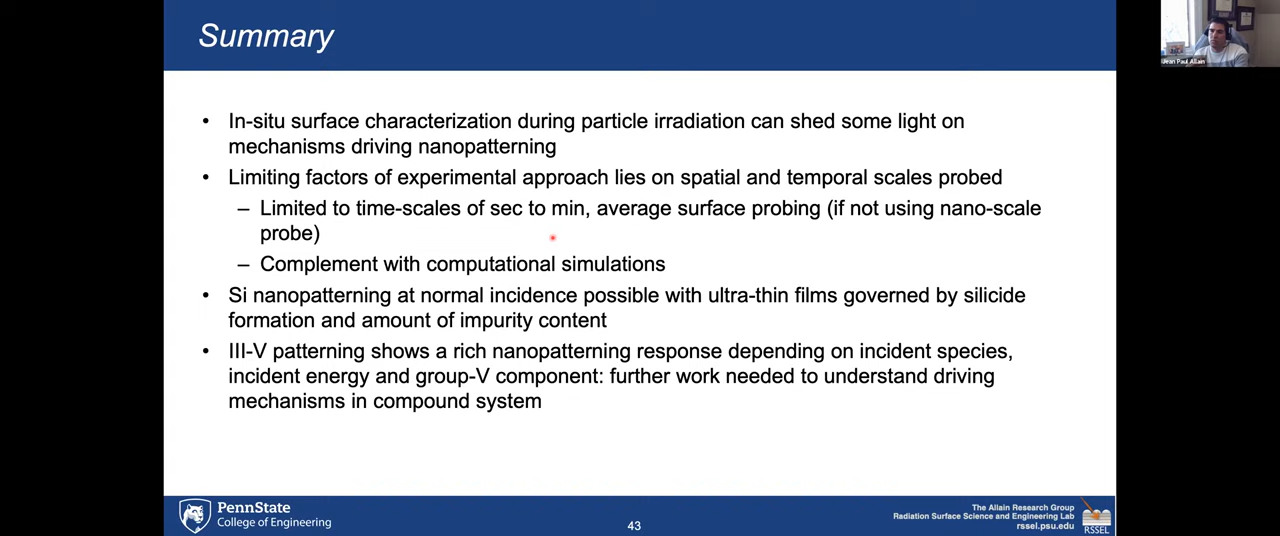 Summary
Jean Paul Allain
• In-situ surface characterization during particle irradiation can shed some light on
mechanisms driving nanopatterning
• Limiting factors of experimental approach lies on spatial and temporal scales probed
– Limited to time-scales of sec to min, average surface probing (if not using nano-scale
probe)
– Complement with computational simulations
• Si nanopatterning at normal incidence possible with ultra-thin films governed by silicide
formation and amount of impurity content
• III-V patterning shows a rich nanopatterning response depending on incident species,
incident energy and group-V component: further work needed to understand driving
mechanisms in compound system
PennState
College of Engineering
43
The Allain Research Group
Radiation Surface Science and Engineering Lab
rssel.psu.edu
RSSEL